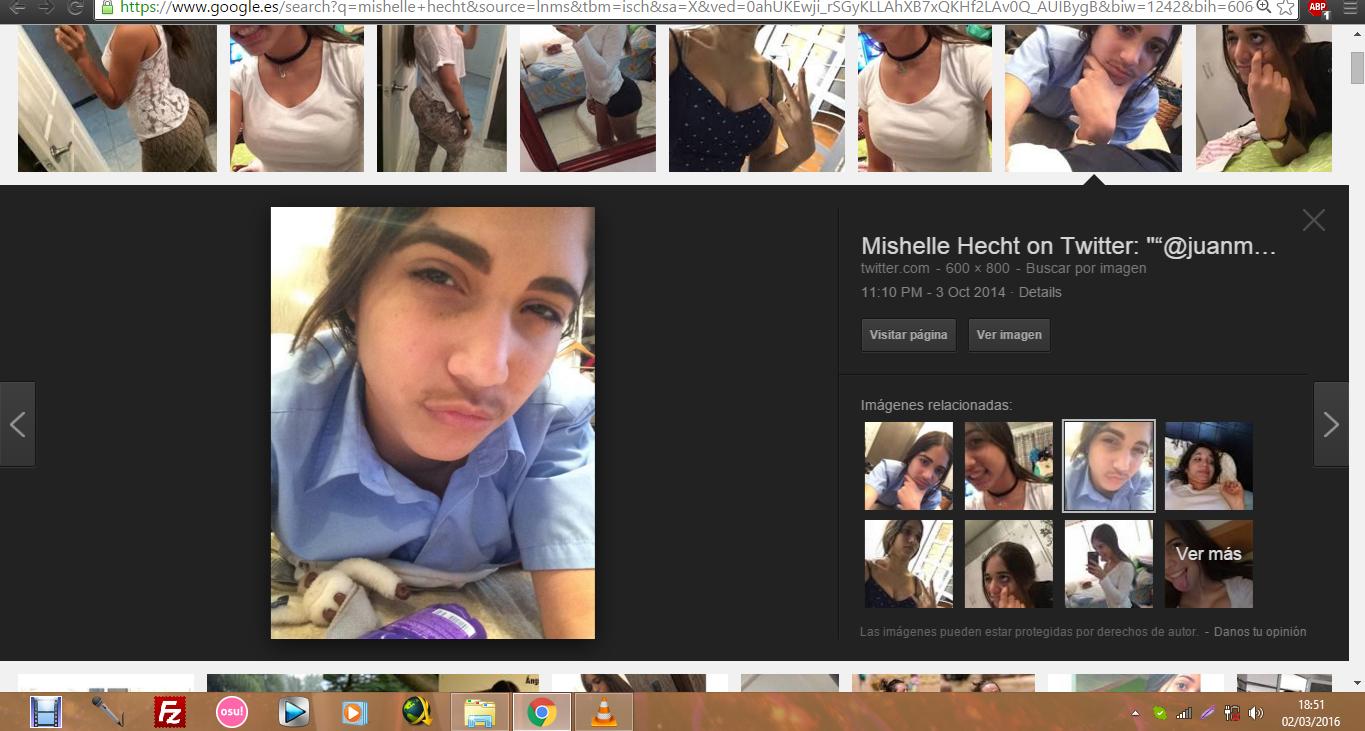 https://www.google.es/search?q=mishelle+hecht&source=lnms&tbm=isch&sa=X&ved=0ahUKEwji_rSGyKLLAhXB7xQKHf2LAv0Q_AUIBygB&biw=1242&bih=606
ABP
1
Mishelle Hecht on Twitter: "“@juanm...
twitter.com - 600 × 800 - Buscar por imagen
11:10 PM - 3 Oct 2014 · Details
Visitar página
Ver imagen
Imágenes relacionadas:
Ver más
Las imágenes pueden estar protegidas por derechos de autor. - Danos tu opinión
Fz
osu!
18:51
02/03/2016